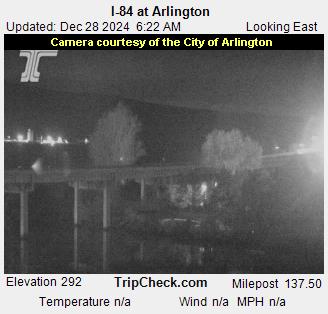 I-84 at Arlington
Updated: Dec 28 2024 6:22 AM Looking East
Camera courtesy of the City of Arlington
Elevation 292 TripCheck.com Milepost 137.50
Temperature n/a Wind n/a MPH n/a